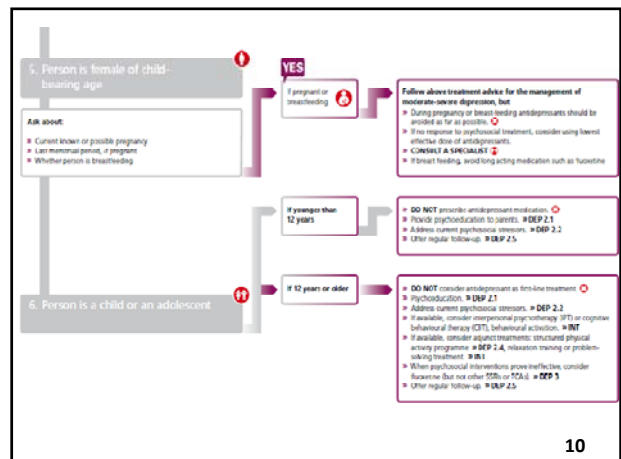 5. Person is female of child-
bearing age
Ask about:
» Current known or possible pregnancy
» Last menstrual period, if pregnant
» Whether person is breastfeeding
YES
If pregnant or
breastfeeding
Follow above treatment advice for the management of
moderate-severe depression, but
» During pregnancy or breast-feeding antidepressants should be
avoided as far as possible.
» If no response to psychosocial treatment, consider using lowest
effective dose of antidepressants.
» CONSULT A SPECIALIST
» If breast feeding, avoid long acting medication such as fluoxetine
If younger than
12 years
» DO NOT prescribe antidepressant medication.
» Provide psychoeducation to parents. » DEP 2.1
» Address current psychosocial stressors. » DEP 2.2
» Offer regular follow-up. » DEP 2.5
6. Person is a child or an adolescent
If 12 years or older
» DO NOT consider antidepressant as first-line treatment.
» Psychoeducation. » DEP 2.1
» Address current psychosocial stressors. » DEP 2.2
» If available, consider interpersonal psychotherapy (IPT) or cognitive
behavioural therapy (CBT), behavioural activation. » INT
» If available, consider adjunct treatments: structured physical
activity programme » DEP 2.4, relaxation training or problem-
solving treatment. » INT
» When psychosocial interventions prove ineffective, consider
fluoxetine (but not other SSRIs or TCAs). » DEP 3
» Offer regular follow-up. » DEP 2.5
10